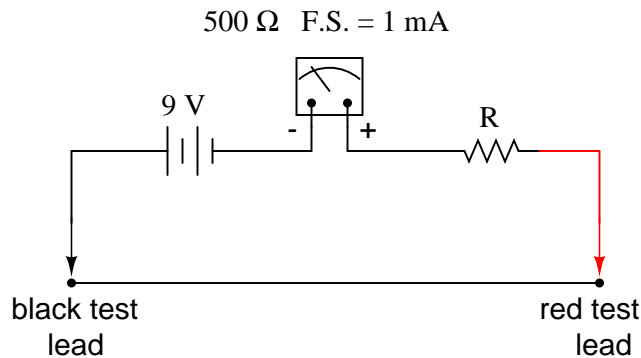 500 Ω F.S. = 1 mA
9 V
- +
R
black test
lead
red test
lead